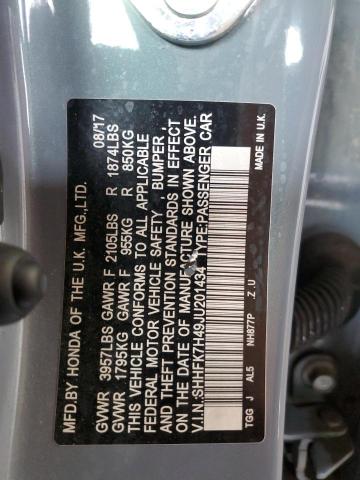 MFD.BY HONDA OF THE U.K. MFG.,LTD. 08/17
GVWR 3957LBS GAWR F 2105LBS R 1874LBS
GVWR 1795KG GAWR F 955KG R 850KG
THIS VEHICLE CONFORMS TO ALL APPLICABLE
FEDERAL MOTOR VEHICLE SAFETY, BUMPER,
& THEFT PREVENTION STANDARDS IN EFFECT
ON THE DATE OF MANUFACTURE SHOWN ABOVE.
V.I.N.:SHHFK7H49JU201434 TYPE:PASSENGER CAR
TGG J AL5 NH877P Z.U MADE IN U.K.